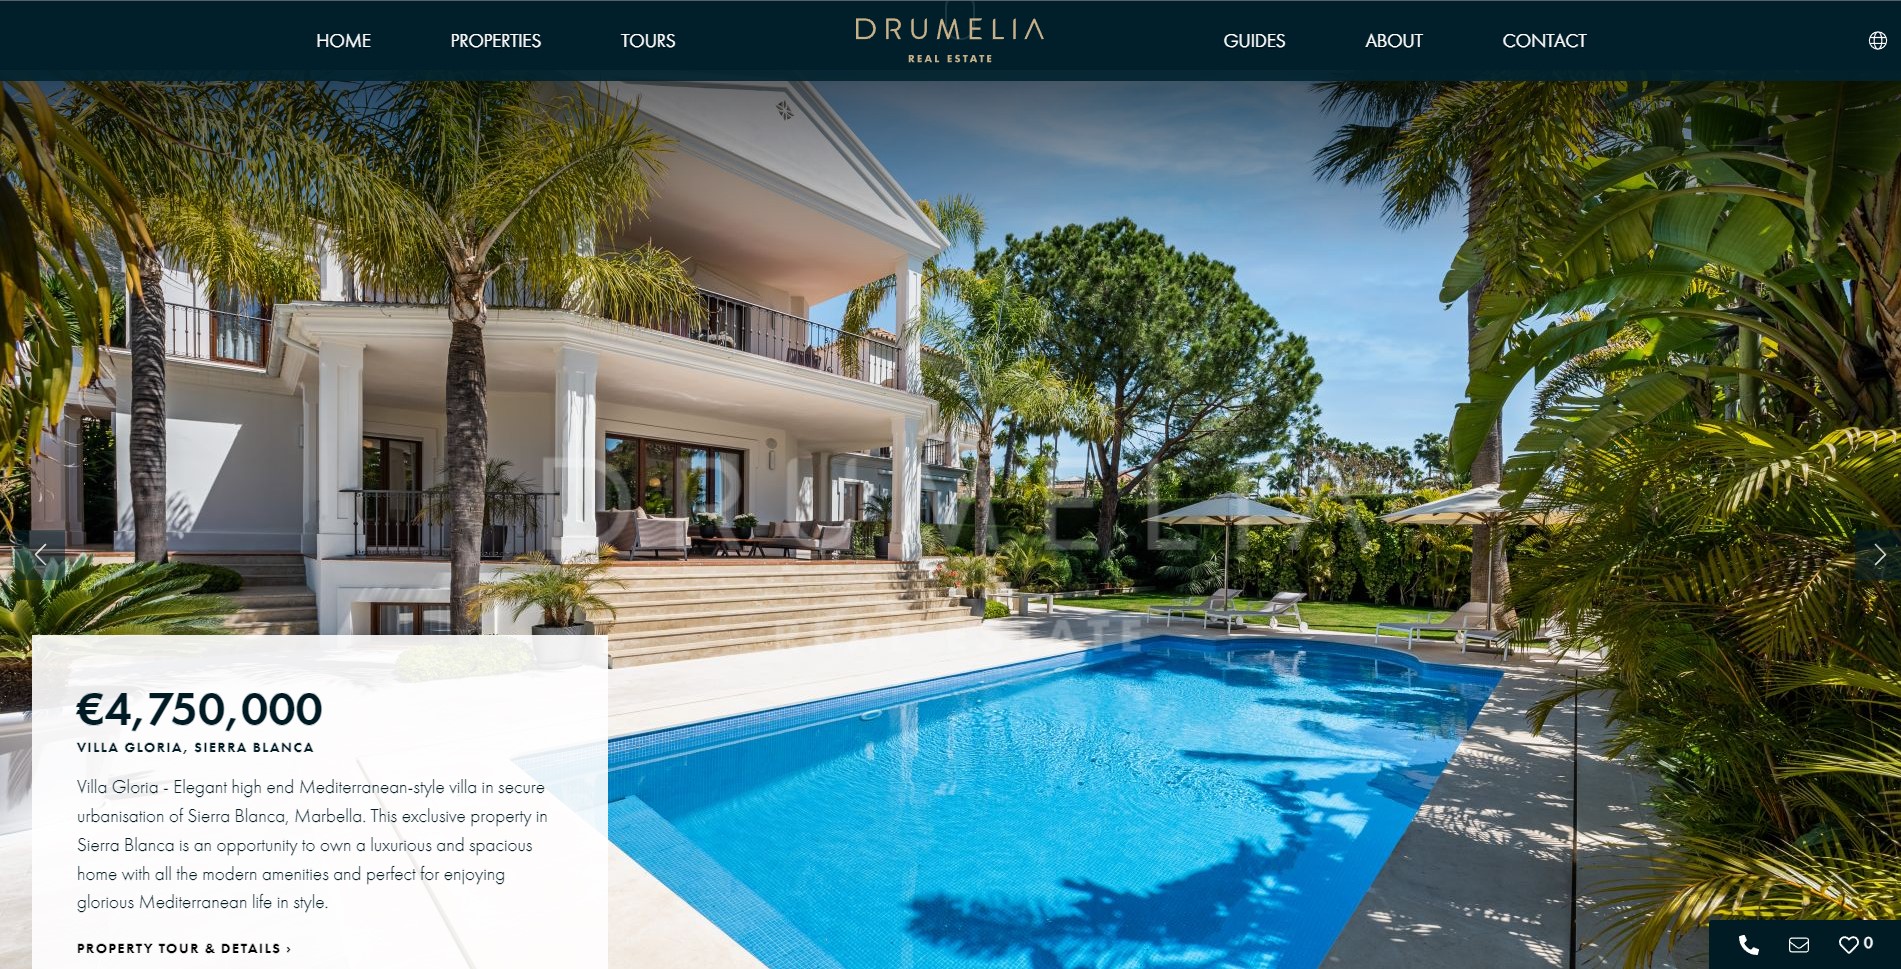 HOME
PROPERTIES
TOURS
DRUMELIA
REAL ESTATE
GUIDES
ABOUT
CONTACT
DRUMELIA
REAL ESTATE
€4,750,000
VILLA GLORIA, SIERRA BLANCA
Villa Gloria - Elegant high end Mediterranean-style villa in secure
urbanisation of Sierra Blanca, Marbella. This exclusive property in
Sierra Blanca is an opportunity to own a luxurious and spacious
home with all the modern amenities and perfect for enjoying
glorious Mediterranean life in style.
PROPERTY TOUR & DETAILS ›
0